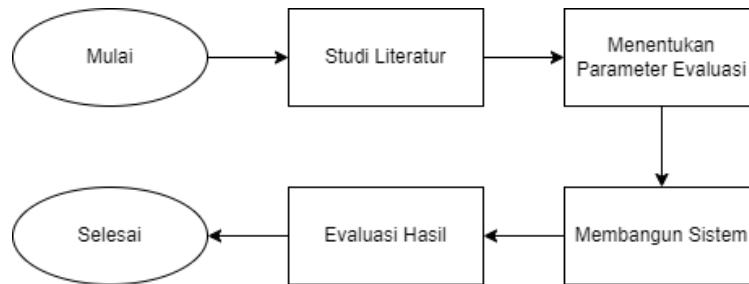 Mulai
Studi Literatur
Menentukan
Parameter Evaluasi
Membangun Sistem
Evaluasi Hasil
Selesai